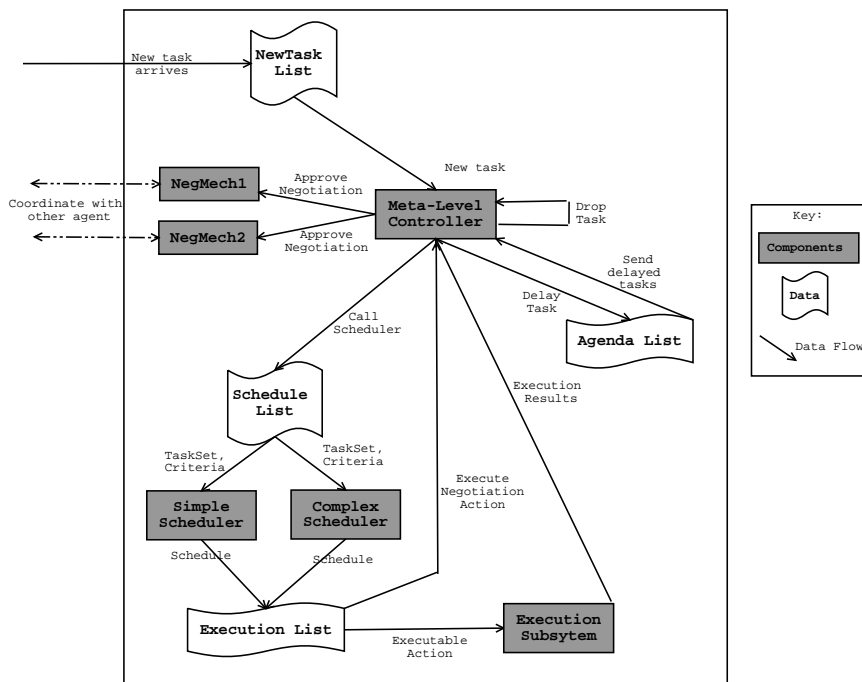 New task
arrives
NewTask
List
New task
NegMech1
Approve
Negotiation
Meta-Level
Controller
Drop
Task
Coordinate with
other agent
NegMech2
Approve
Negotiation
Key:
Components
Data
Data Flow
Send
delayed
tasks
Delay
Task
Agenda List
Call
Scheduler
Schedule
List
Execution
Results
TaskSet,
Criteria
TaskSet,
Criteria
Execute
Negotiation
Action
Simple
Scheduler
Complex
Scheduler
Schedule
Schedule
Execution List
Executable
Action
Execution
Subsytem